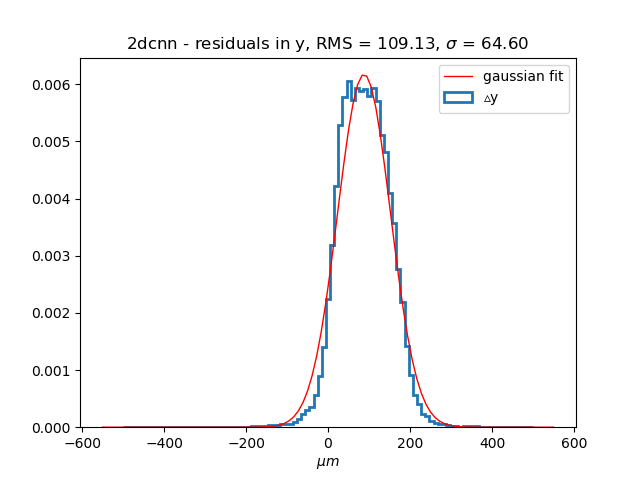 2dcnn - residuals in y, RMS = 109.13, σ = 64.60
gaussian fit
▵y
0.006
0.005
0.004
0.003
0.002
0.001
0.000
−600 −400 −200 0 200 400 600
μm